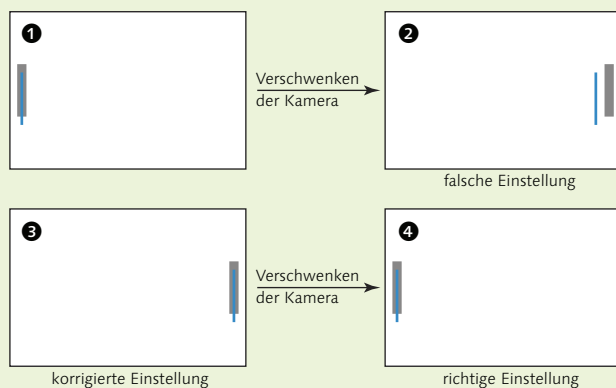 ❶
❷
Verschwenken
der Kamera
falsche Einstellung
❸
❹
Verschwenken
der Kamera
korrigierte Einstellung
richtige Einstellung